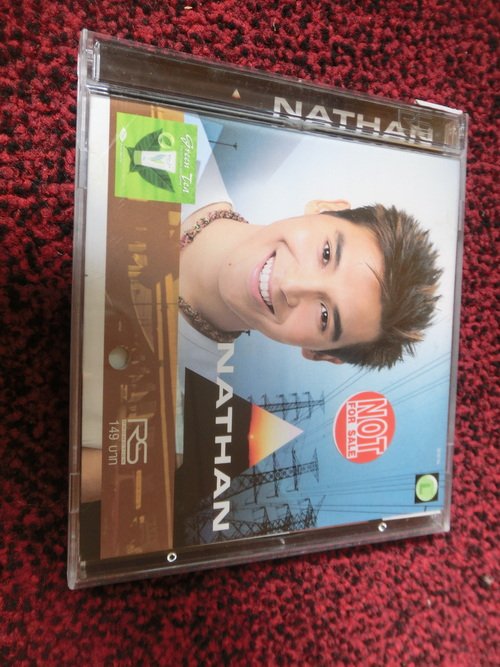 NATHAN
Green Tea
NATHAN
NOT
FOR SALE
RS
149 บาท
L